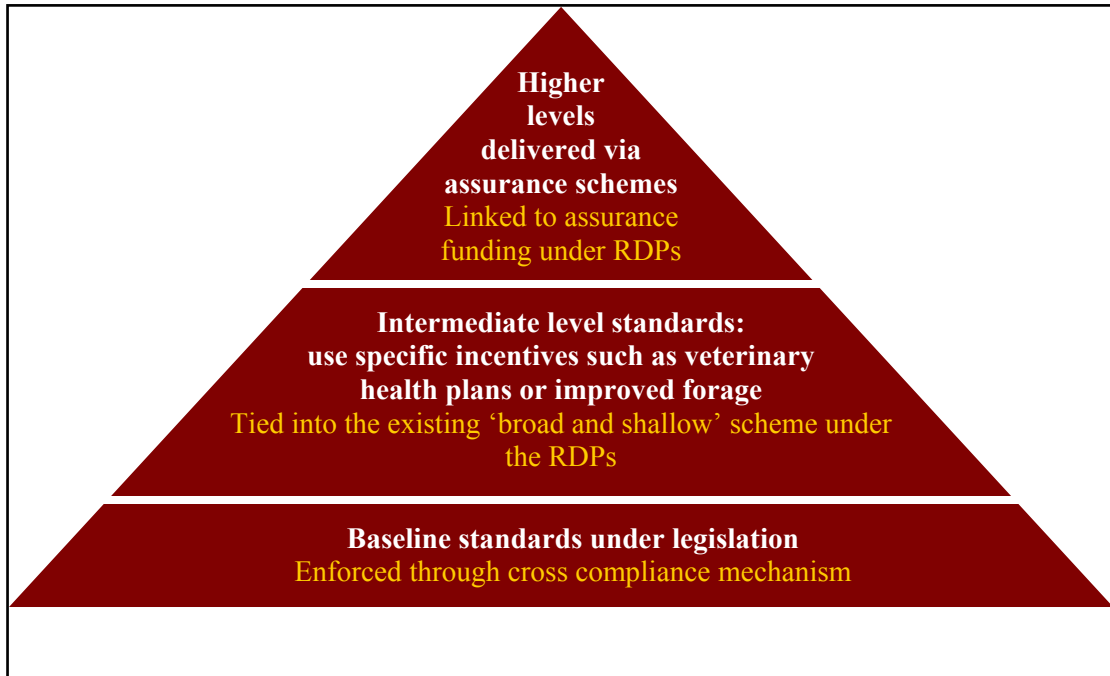 Higher
levels
delivered via
assurance schemes
Linked to assurance
funding under RDPs
Intermediate level standards:
use specific incentives such as veterinary
health plans or improved forage
Tied into the existing ‘broad and shallow’ scheme under
the RDPs
Baseline standards under legislation
Enforced through cross compliance mechanism